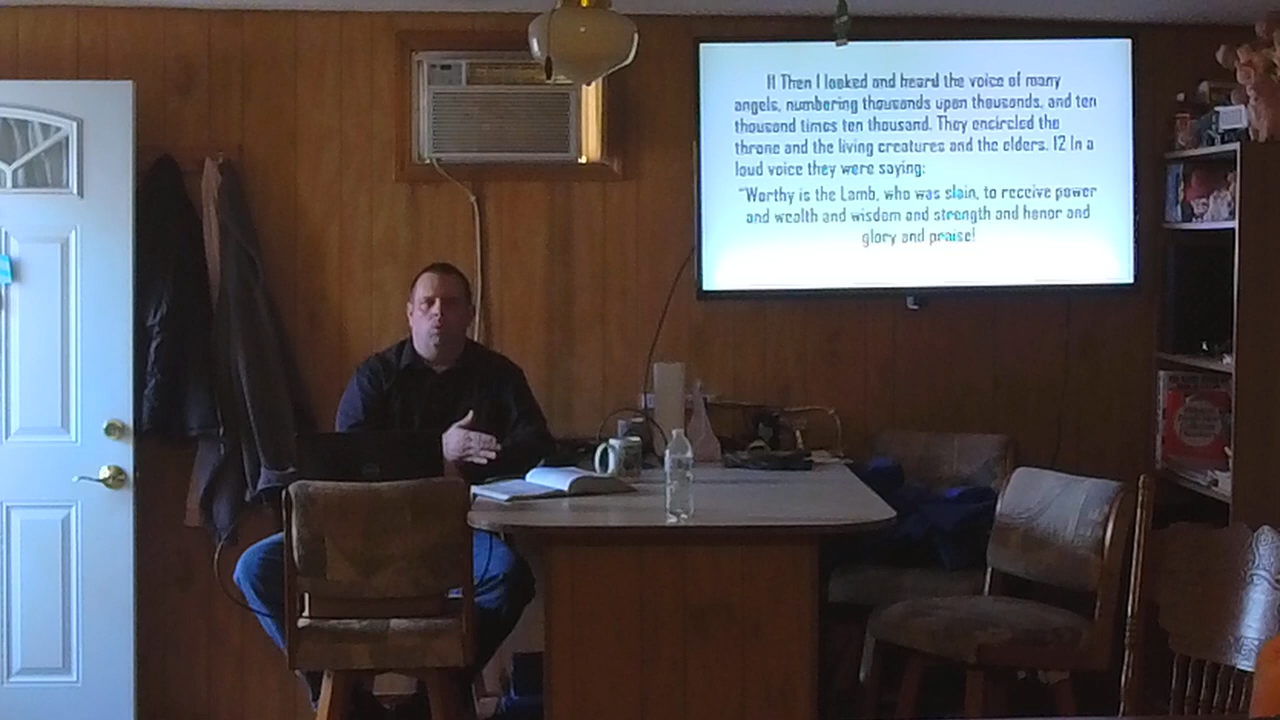 11 Then I looked and heard the voice of many
angels, numbering thousands upon thousands, and ten
thousand times ten thousand. They encircled the
throne and the living creatures and the elders. 12 In a
loud voice they were saying:
"Worthy is the Lamb, who was slain, to receive power
and wealth and wisdom and strength and honor and
glory and praise!